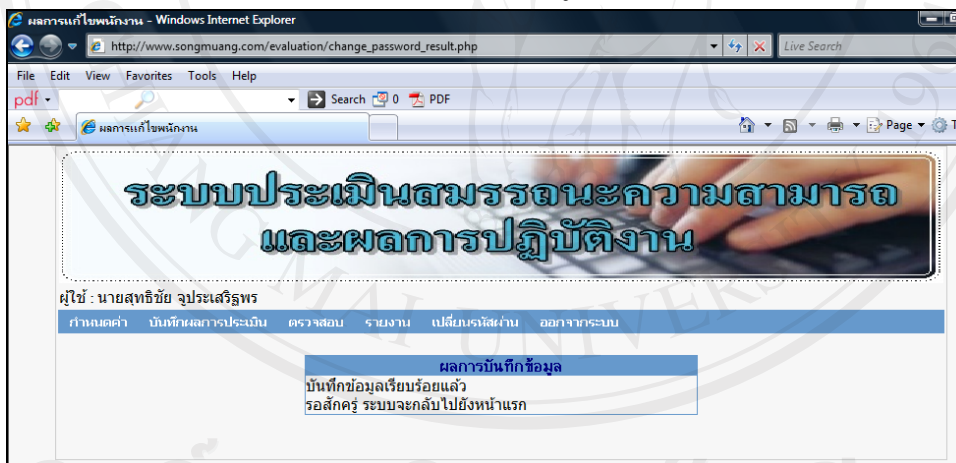 ผลการแก้ไขพนักงาน - Windows Internet Explorer
http://www.songmuang.com/evaluation/change_password_result.php
Live Search
File Edit View Favorites Tools Help
pdf Search 0 PDF
ผลการแก้ไขพนักงาน Page
ระบบประเมินสมรรถนะความสามารถ
และผลการปฏิบัติงาน
ผู้ใช้ : นายสุทธิชัย จูประเสริฐพร
กำหนดค่า บันทึกผลการประเมิน ตรวจสอบ รายงาน เปลี่ยนรหัสผ่าน ออกจากระบบ
ผลการบันทึกข้อมูล
บันทึกข้อมูลเรียบร้อยแล้ว
รอสักครู่ ระบบจะกลับไปยังหน้าแรก